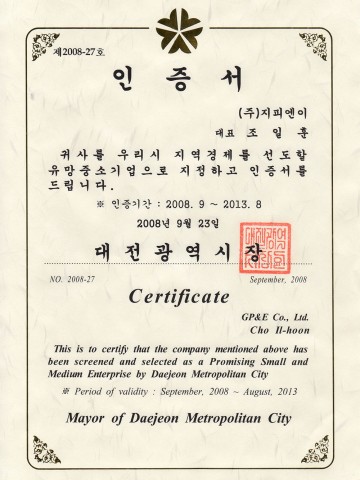 제2008-27호
인 증 서
(주)지피엔이
대표 조 일 훈
귀사를 우리시 지역경제를 선도할
유망중소기업으로 지정하고 인증서를
드립니다.
※ 인증기간 : 2008. 9 ~ 2013. 8
2008년 9월 23일
대전광역시장
NO. 2008-27
September, 2008
Certificate
GP&E Co., Ltd.
Cho Il-hoon
This is to certify that the company mentioned above has
been screened and selected as a Promising Small and
Medium Enterprise by Daejeon Metropolitan City
※ Period of validity : September, 2008 ~ August, 2013
Mayor of Daejeon Metropolitan City